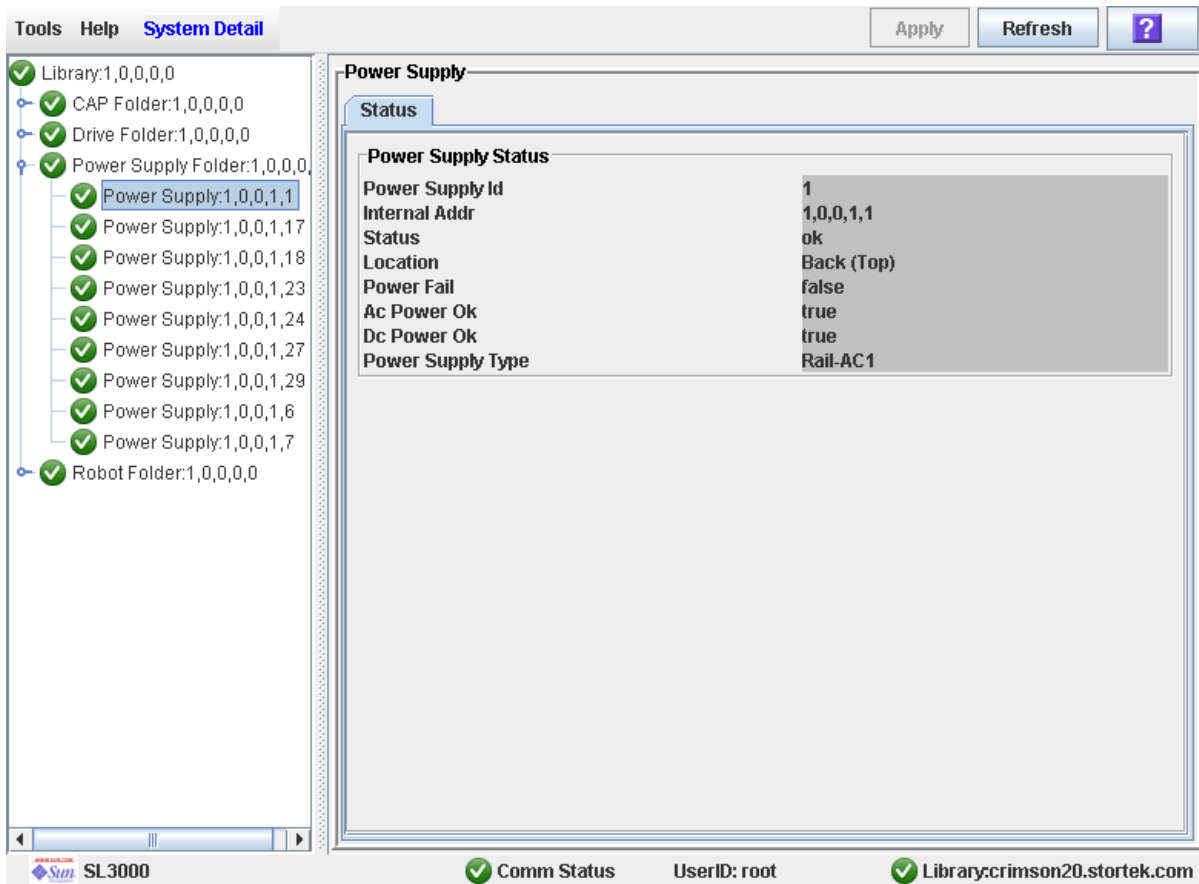 Tools Help System Detail Apply Refresh ?
Library:1,0,0,0,0
CAP Folder:1,0,0,0,0
Drive Folder:1,0,0,0,0
Power Supply Folder:1,0,0,0,
Power Supply:1,0,0,1,1
Power Supply:1,0,0,1,17
Power Supply:1,0,0,1,18
Power Supply:1,0,0,1,23
Power Supply:1,0,0,1,24
Power Supply:1,0,0,1,27
Power Supply:1,0,0,1,29
Power Supply:1,0,0,1,6
Power Supply:1,0,0,1,7
Robot Folder:1,0,0,0,0
Power Supply
Status
Power Supply Status
Power Supply Id 1
Internal Addr 1,0,0,1,1
Status ok
Location Back (Top)
Power Fail false
Ac Power Ok true
Dc Power Ok true
Power Supply Type Rail-AC1
WWW.SUN.COM
Sun SL3000 Comm Status UserID: root Library:crimson20.stortek.com